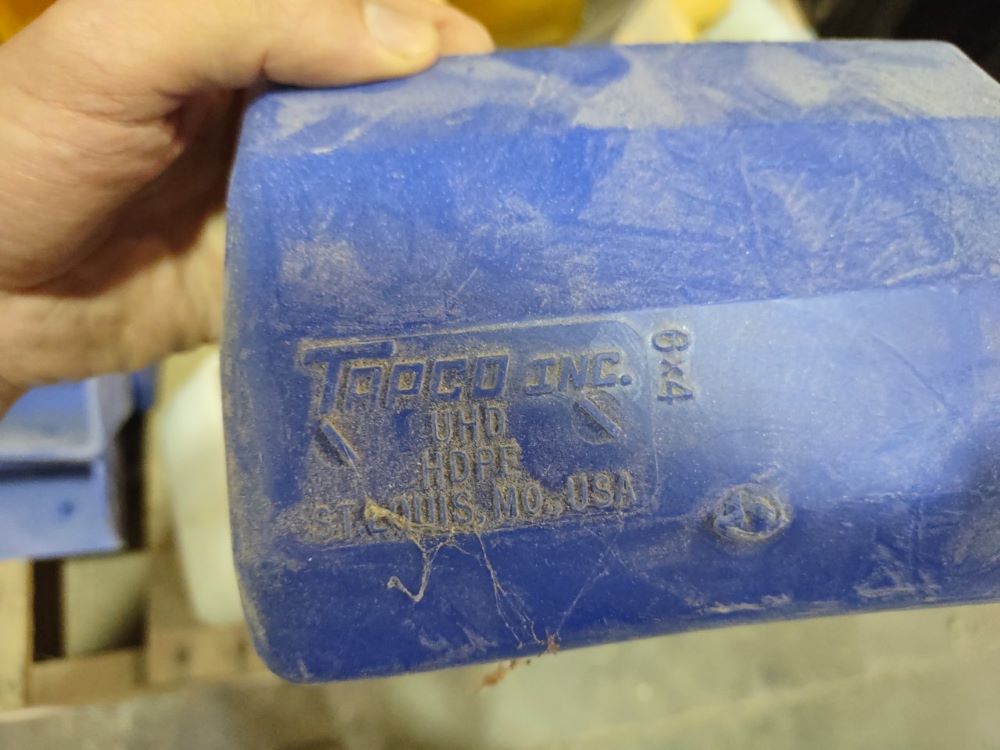 TAPCO INC.
UHD
HDPE
ST. LOUIS, MO. USA
6x4